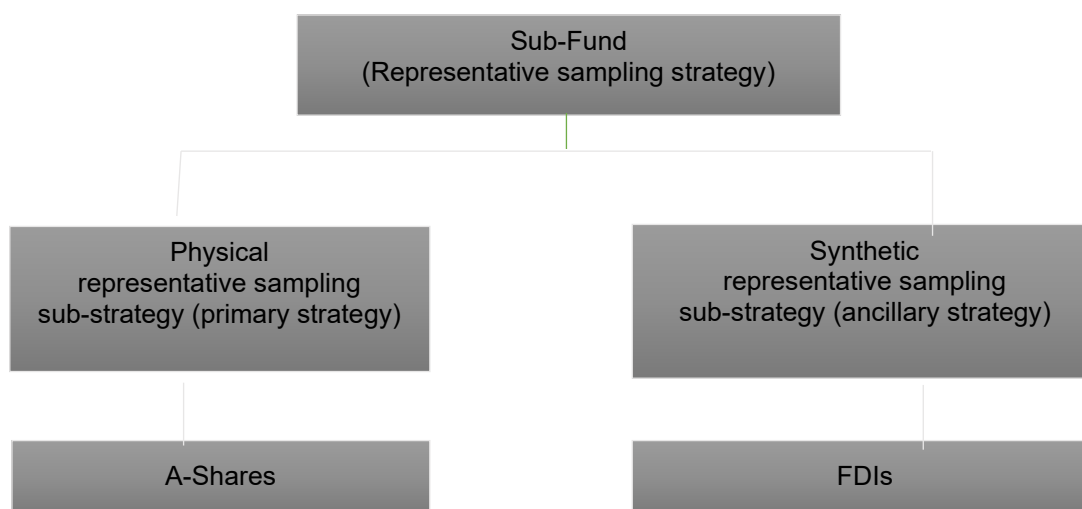 Sub-Fund
(Representative sampling strategy)
Physical
representative sampling
sub-strategy (primary strategy)
Synthetic
representative sampling
sub-strategy (ancillary strategy)
A-Shares
FDIs